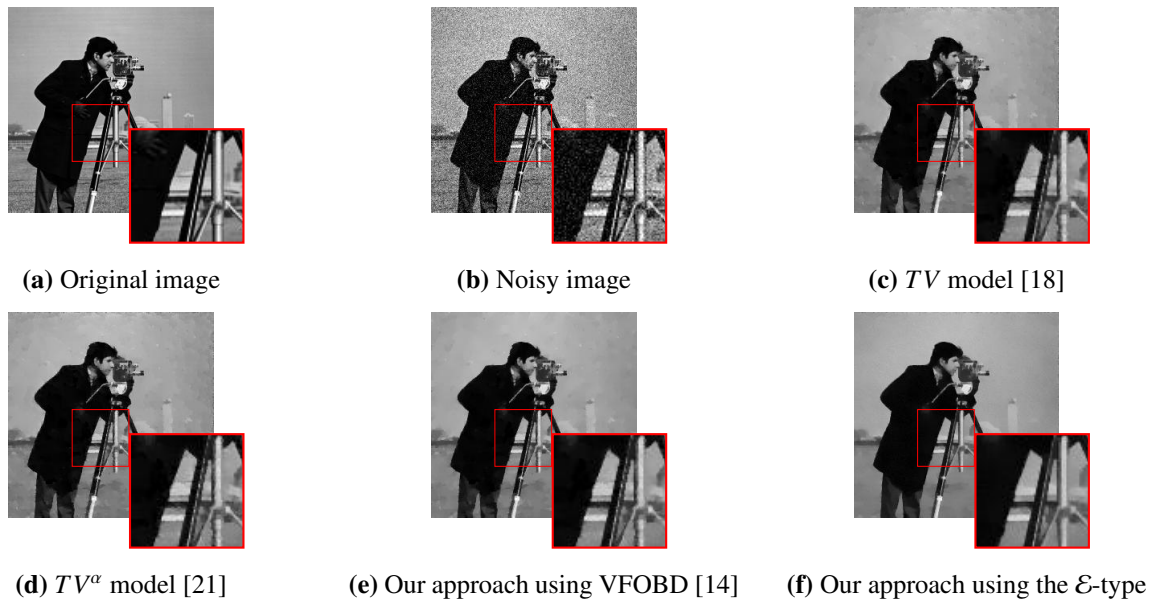 (a) Original image
(b) Noisy image
(c) TV model [18]
(d) TV^α model [21]
(e) Our approach using VFOBD [14]
(f) Our approach using the ℰ-type